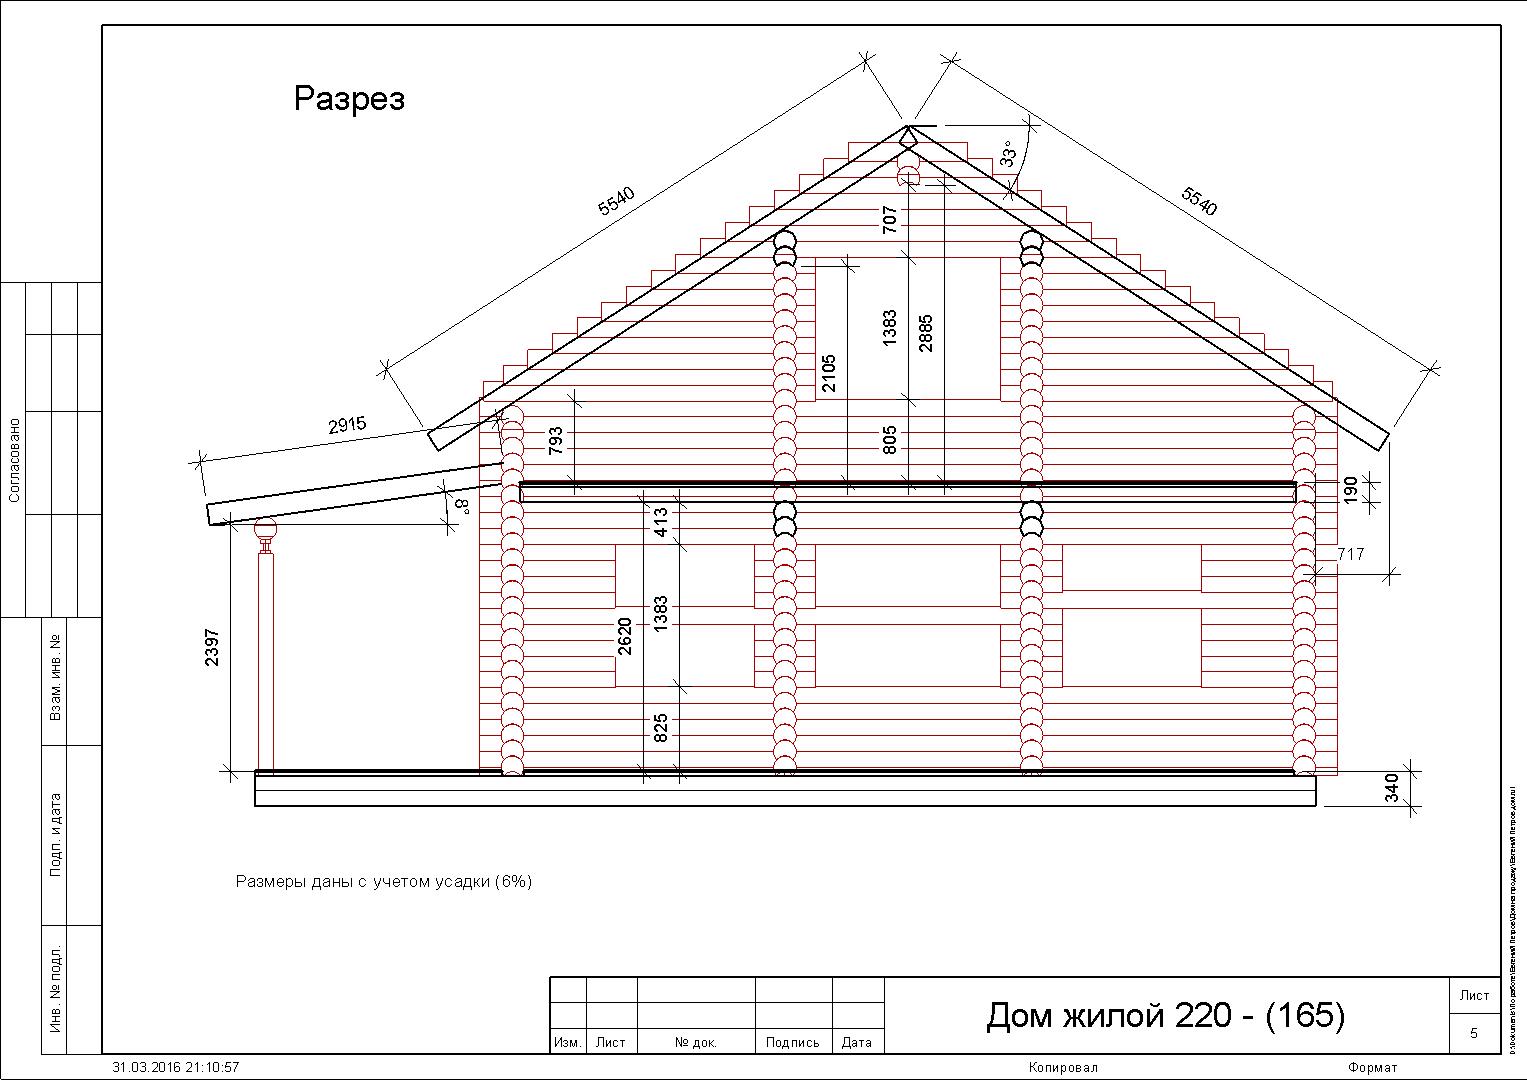 Разрез
5540
5540
33°
707
1383
2885
2105
805
793
2915
8°
190
717
413
1383
2620
825
2397
340
Размеры даны с учетом усадки (6%)
Согласовано
Взам. инв. №
Подп. и дата
Инв. № подл.
Изм.
Лист
№ док.
Подпись
Дата
Дом жилой 220 - (165)
Лист
5
31.03.2016 21:10:57
Копировал
Формат